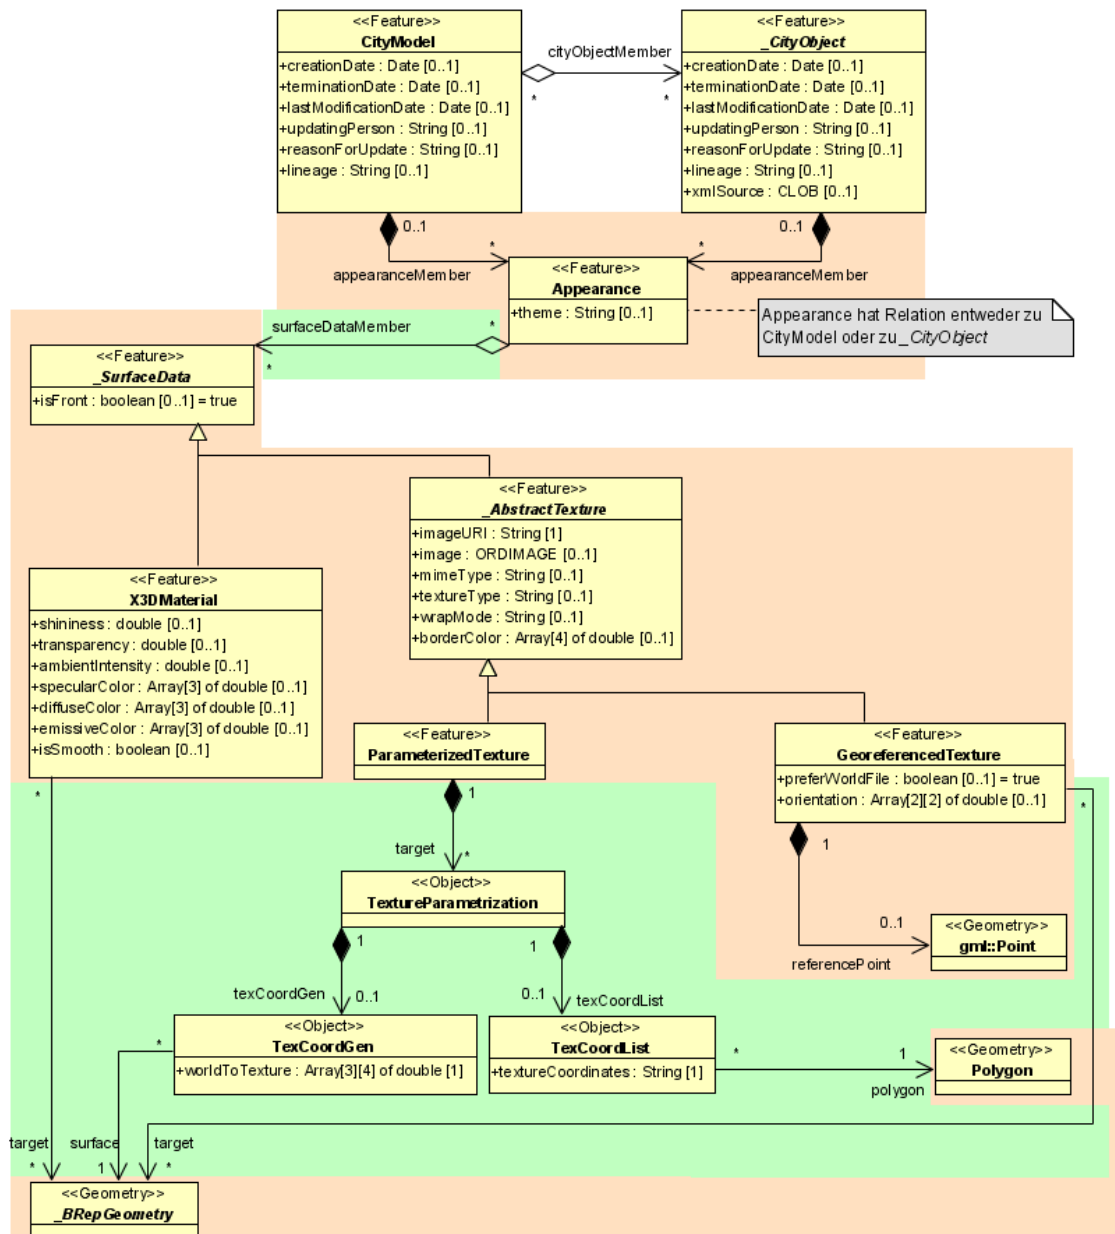 <<Feature>>
CityModel
+creationDate : Date [0..1]
+terminationDate : Date [0..1]
+lastModificationDate : Date [0..1]
+updatingPerson : String [0..1]
+reasonForUpdate : String [0..1]
+lineage : String [0..1]
cityObjectMember
*
*
<<Feature>>
_CityObject
+creationDate : Date [0..1]
+terminationDate : Date [0..1]
+lastModificationDate : Date [0..1]
+updatingPerson : String [0..1]
+reasonForUpdate : String [0..1]
+lineage : String [0..1]
+xmlSource : CLOB [0..1]
0..1
*
appearanceMember
0..1
*
appearanceMember
<<Feature>>
Appearance
+theme : String [0..1]
Appearance hat Relation entweder zu
CityModel oder zu _CityObject
surfaceDataMember
*
*
<<Feature>>
_SurfaceData
+isFront : boolean [0..1] = true
<<Feature>>
_AbstractTexture
+imageURI : String [1]
+image : ORDIMAGE [0..1]
+mimeType : String [0..1]
+textureType : String [0..1]
+wrapMode : String [0..1]
+borderColor : Array[4] of double [0..1]
<<Feature>>
X3DMaterial
+shininess : double [0..1]
+transparency : double [0..1]
+ambientIntensity : double [0..1]
+specularColor : Array[3] of double [0..1]
+diffuseColor : Array[3] of double [0..1]
+emissiveColor : Array[3] of double [0..1]
+isSmooth : boolean [0..1]
<<Feature>>
ParameterizedTexture
<<Feature>>
GeoreferencedTexture
+preferWorldFile : boolean [0..1] = true
+orientation : Array[2][2] of double [0..1]
*
1
target
*
*
1
0..1
referencePoint
<<Geometry>>
gml::Point
<<Object>>
TextureParametrization
1
texCoordGen
0..1
1
0..1
texCoordList
<<Object>>
TexCoordGen
+worldToTexture : Array[3][4] of double [1]
<<Object>>
TexCoordList
+textureCoordinates : String [1]
*
*
1
polygon
<<Geometry>>
Polygon
target
*
surface
1
target
*
<<Geometry>>
_BRepGeometry